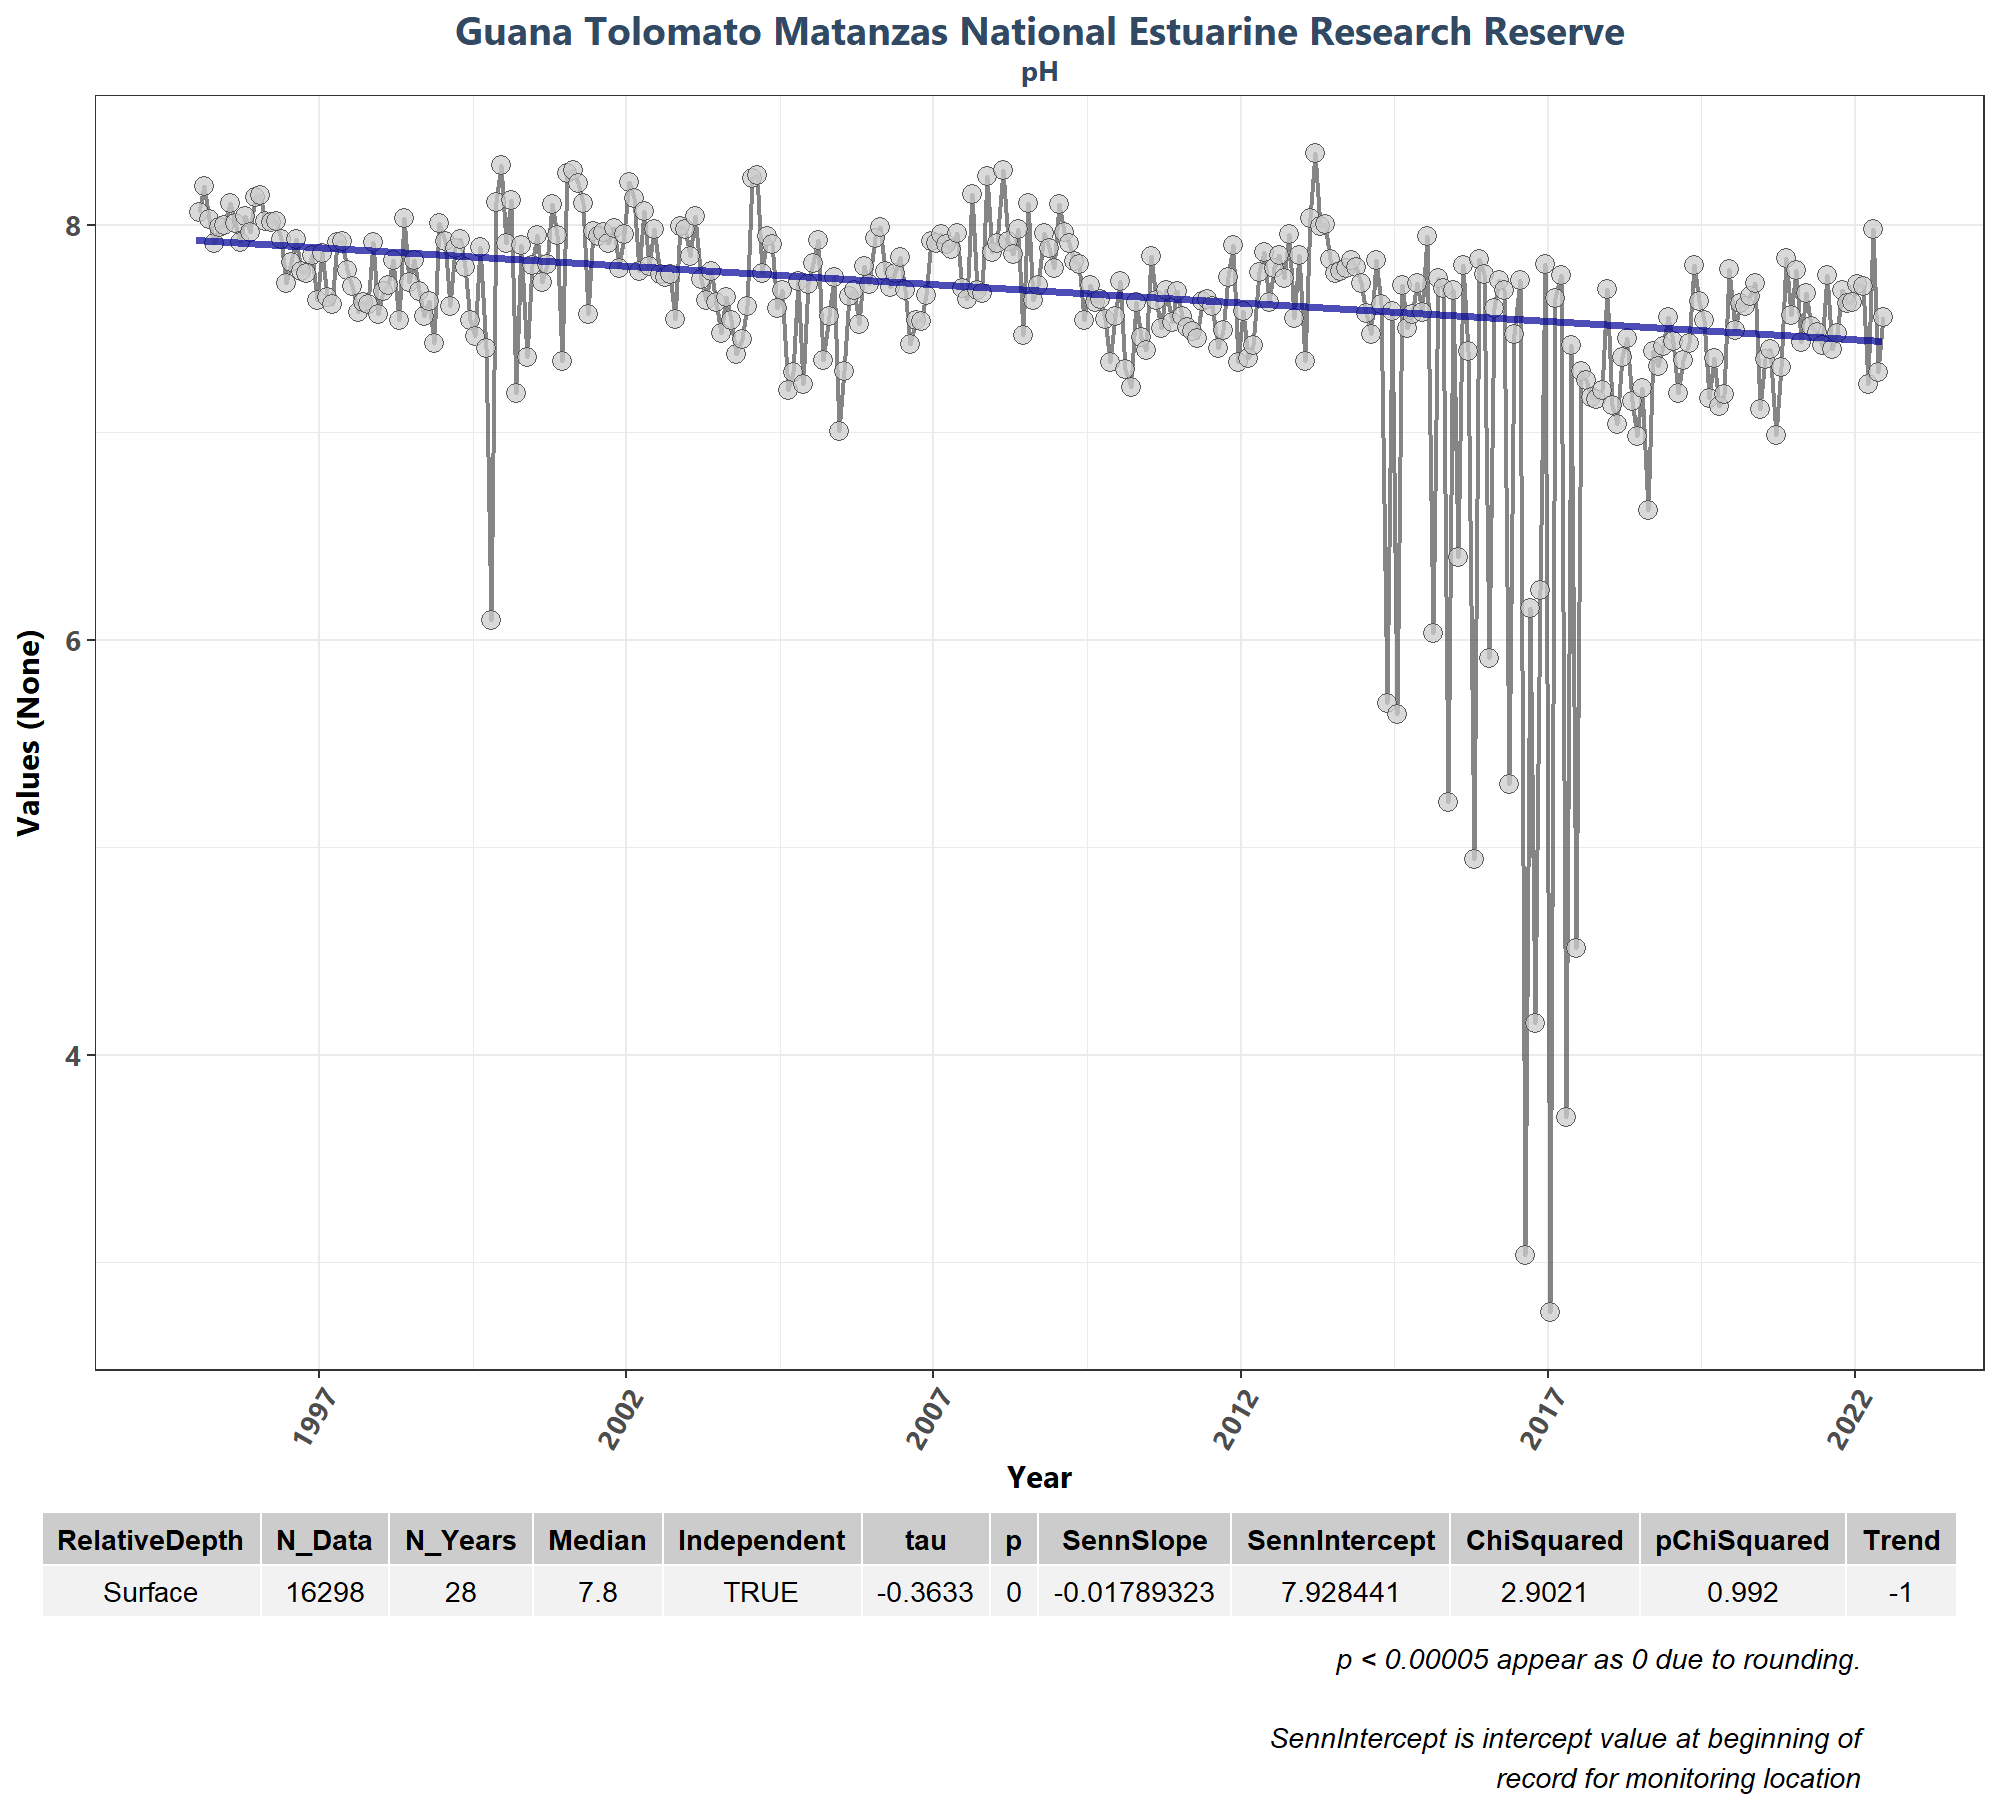 Guana Tolomato Matanzas National Estuarine Research Reserve
pH
Values (None)
8
6
4
1997
2002
2007
2012
2017
2022
Year
RelativeDepth N_Data N_Years Median Independent tau p SennSlope SennIntercept ChiSquared pChiSquared Trend
Surface 16298 28 7.8 TRUE -0.3633 0 -0.01789323 7.928441 2.9021 0.992 -1
p < 0.00005 appear as 0 due to rounding.
SennIntercept is intercept value at beginning of
record for monitoring location